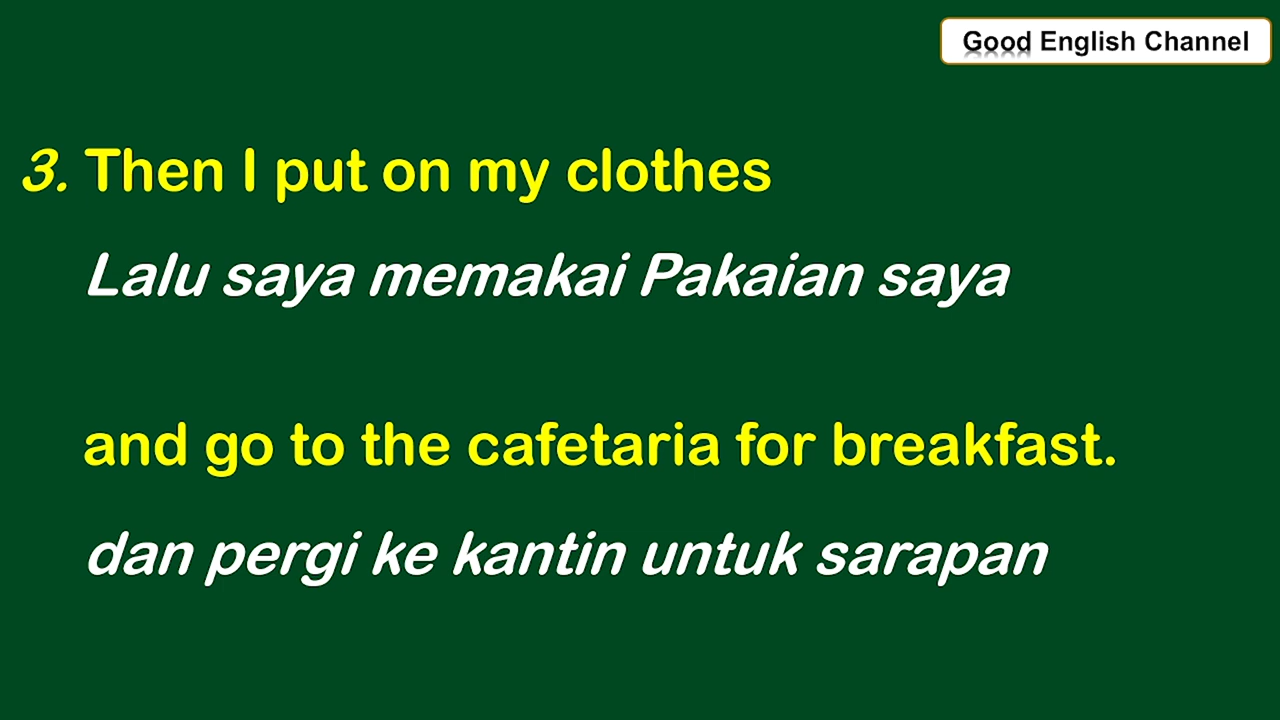 Good English Channel
3. Then I put on my clothes
Lalu saya memakai Pakaian saya
and go to the cafetaria for breakfast.
dan pergi ke kantin untuk sarapan